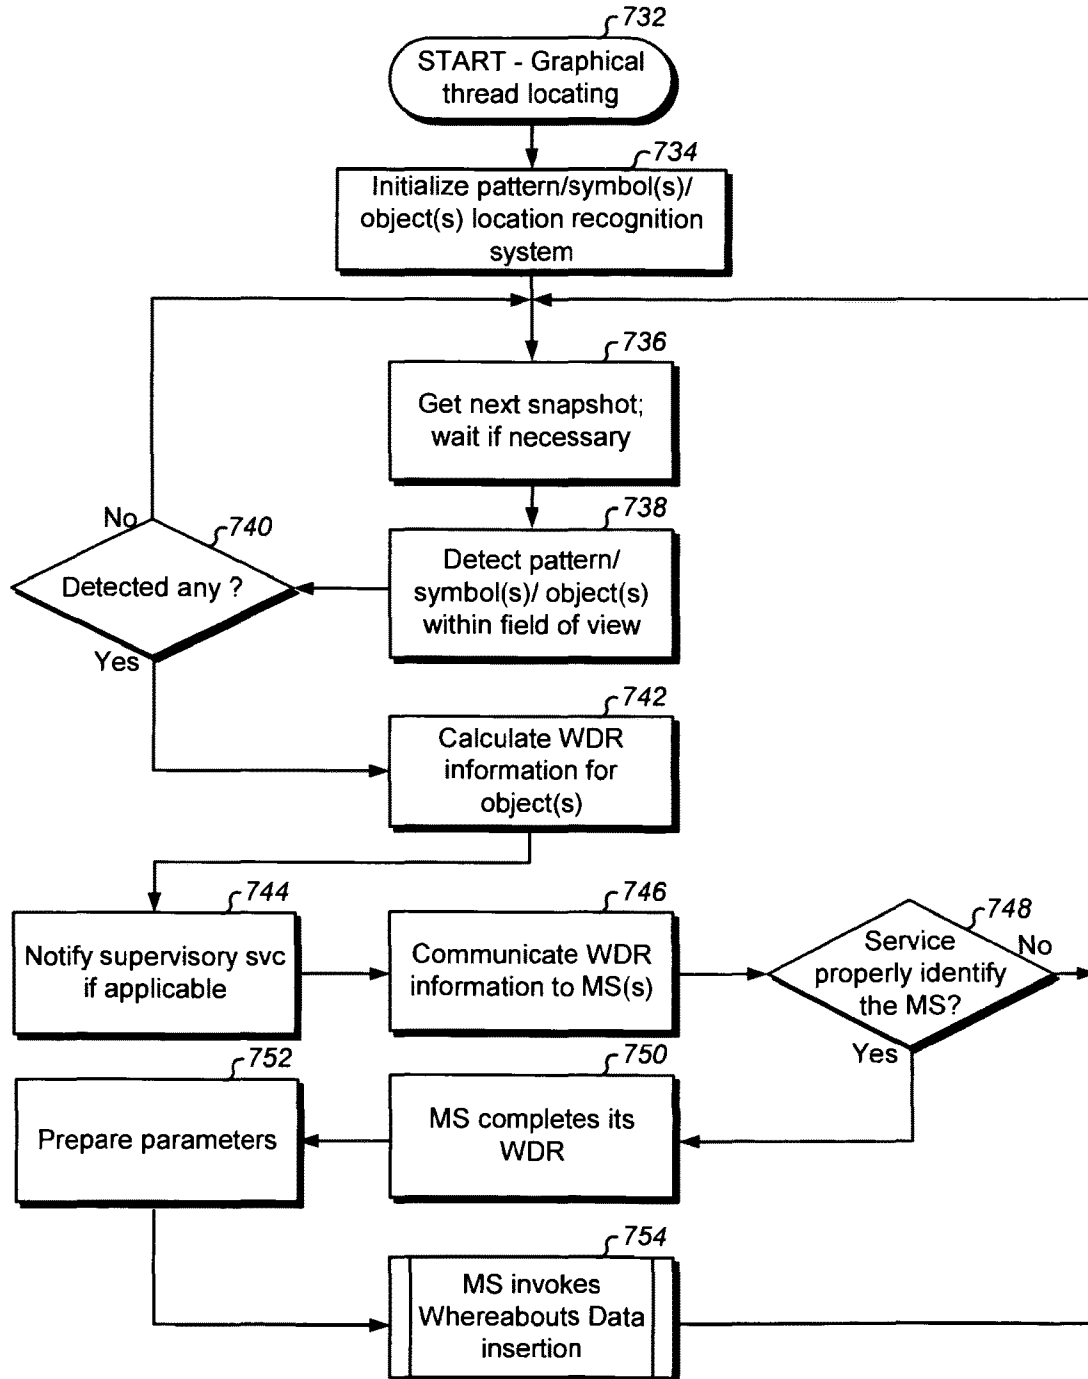 732
START - Graphical
thread locating
734
Initialize pattern/symbol(s)/
object(s) location recognition
system
736
Get next snapshot;
wait if necessary
738
Detect pattern/
symbol(s)/ object(s)
within field of view
No
740
Detected any ?
Yes
742
Calculate WDR
information for
object(s)
744
Notify supervisory svc
if applicable
746
Communicate WDR
information to MS(s)
748
Service
properly identify
the MS?
No
Yes
750
MS completes its
WDR
752
Prepare parameters
754
MS invokes
Whereabouts Data
insertion